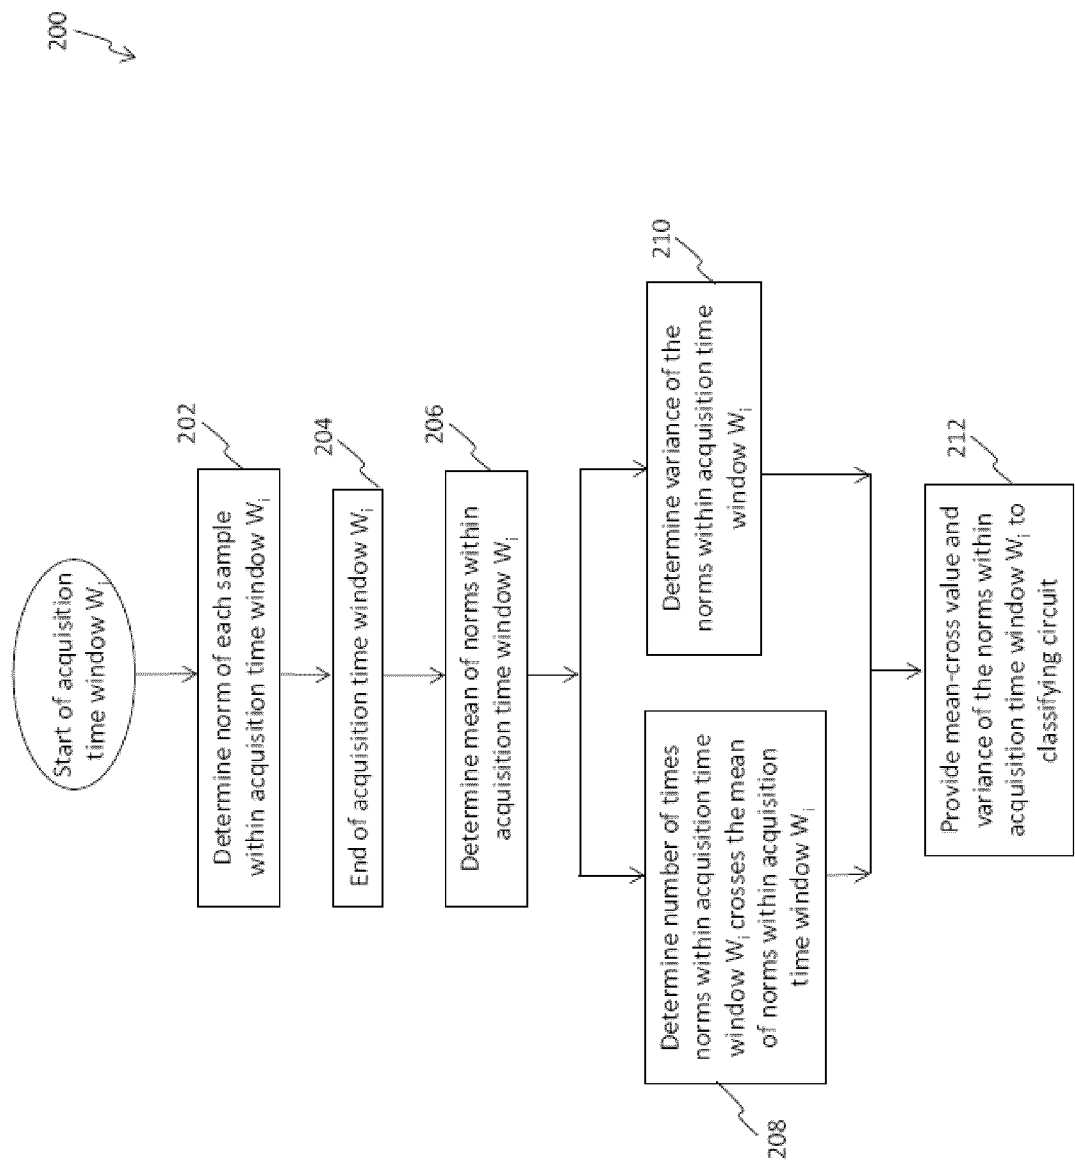 200
Start of acquisition
time window Wi
202
Determine norm of each sample
within acquisition time window Wi
204
End of acquisition time window Wi
206
Determine mean of norms within
acquisition time window Wi
208
Determine number of times
norms within acquisition time
window Wi crosses the mean
of norms within acquisition
time window Wi
210
Determine variance of the
norms within acquisition time
window Wi
212
Provide mean-cross value and
variance of the norms within
acquisition time window Wi to
classifying circuit